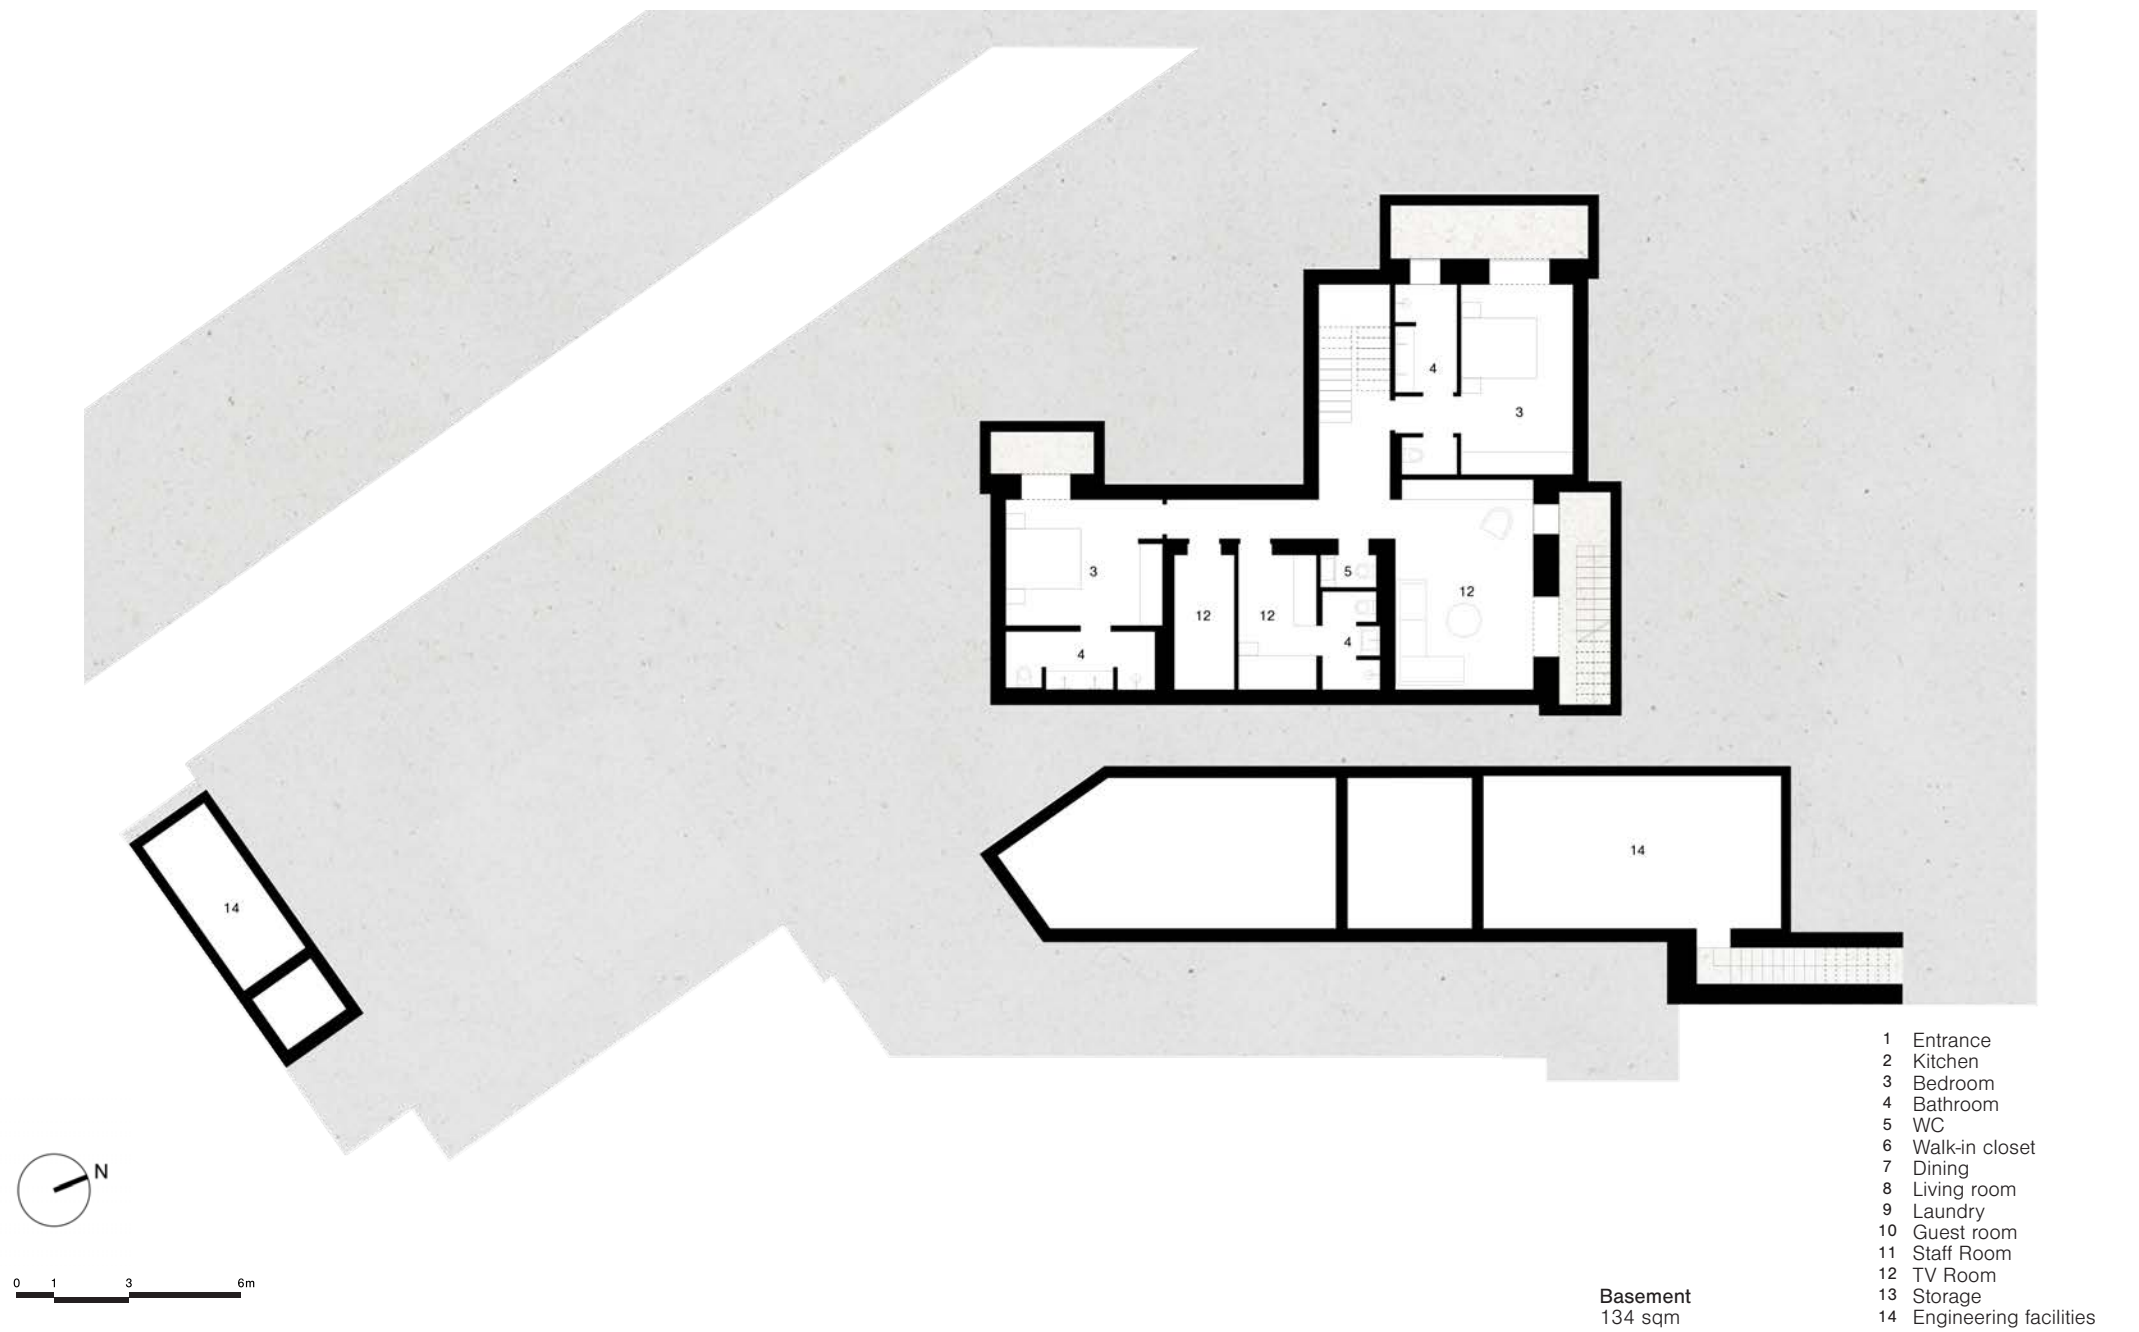 4
3
3
5
12
12
12
4
4
14
14
N
0 1 3 6m
1 Entrance
2 Kitchen
3 Bedroom
4 Bathroom
5 WC
6 Walk-in closet
7 Dining
8 Living room
9 Laundry
10 Guest room
11 Staff Room
12 TV Room
13 Storage
14 Engineering facilities
Basement
134 sqm